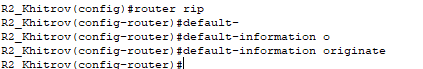 R2_Khitrov(config)#router rip
R2_Khitrov(config-router)#default-
R2_Khitrov(config-router)#default-information o
R2_Khitrov(config-router)#default-information originate
R2_Khitrov(config-router)#